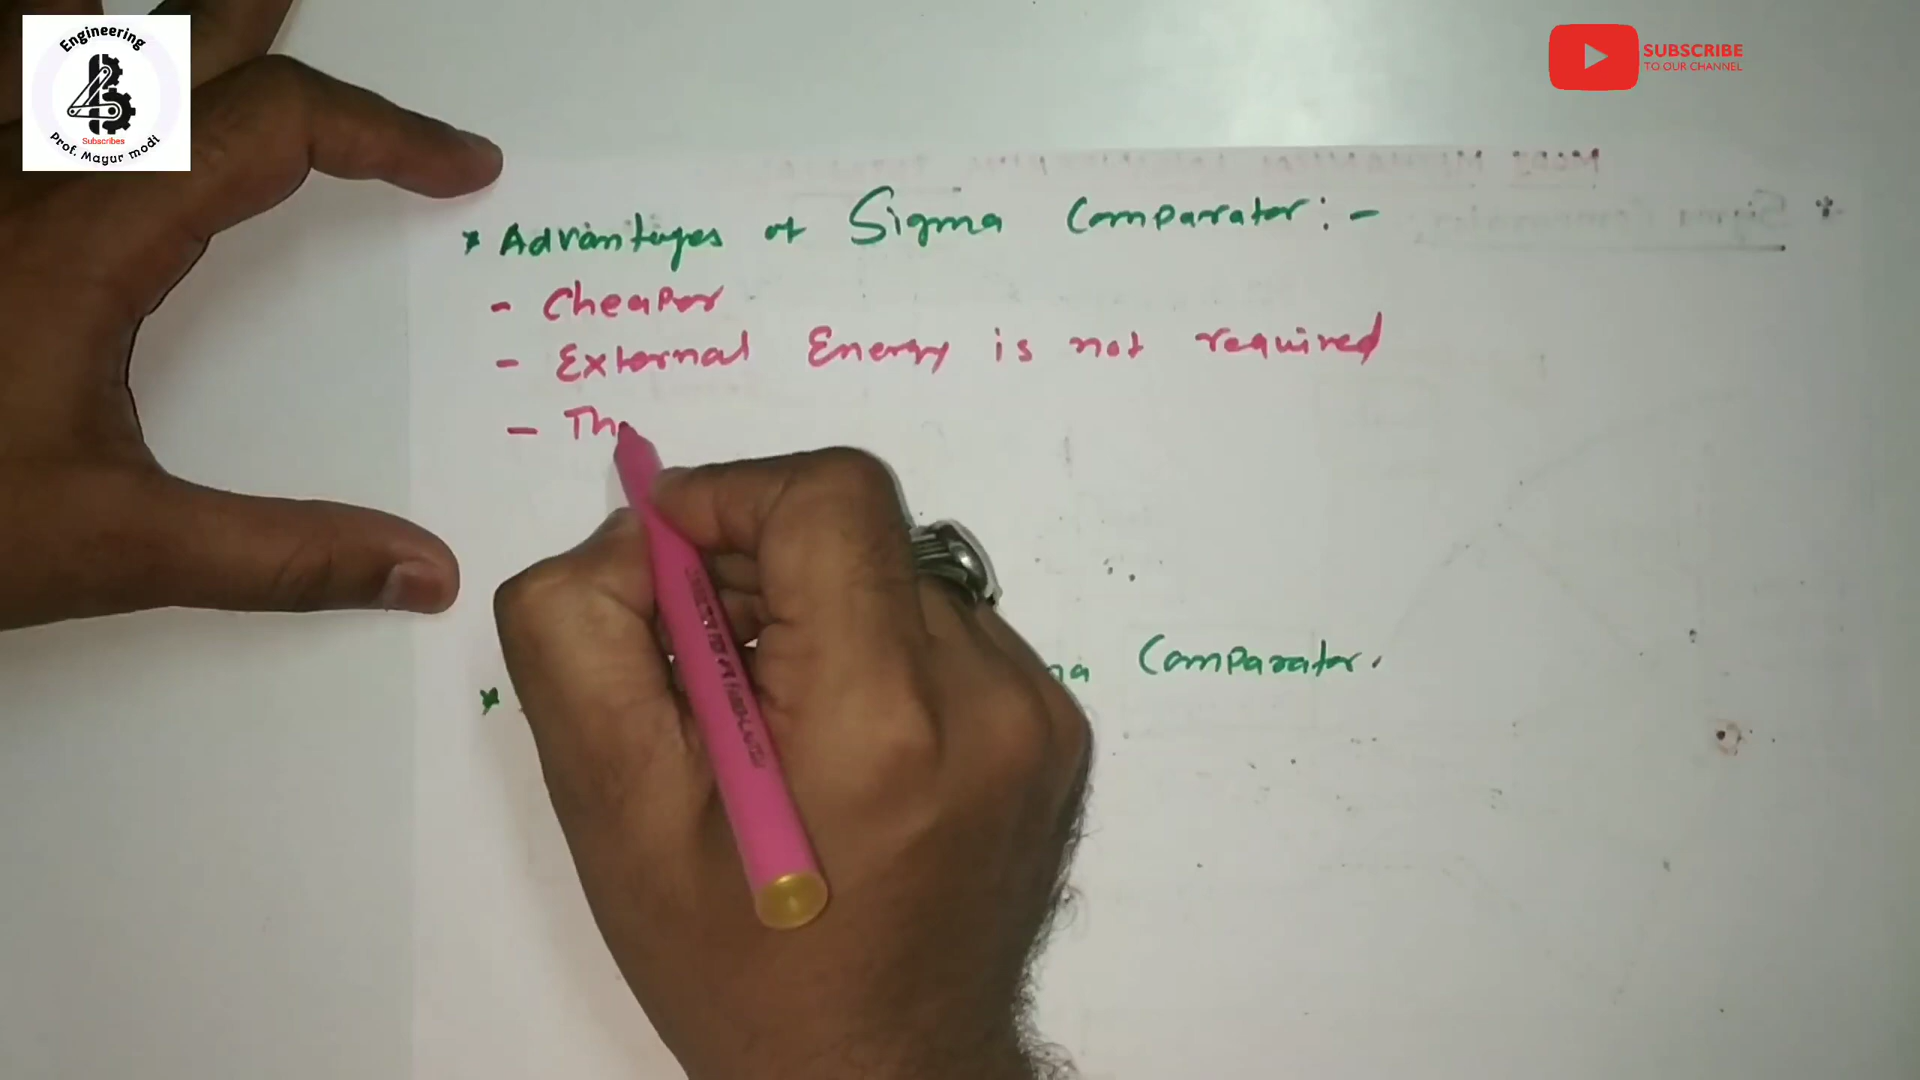 Engineering
Subscribes
Prof. Mayur modi
SUBSCRIBE
TO OUR CHANNEL
* Advantages of Sigma Comparator:-
- Cheaper
- External Energy is not required
- The
* Comparator.